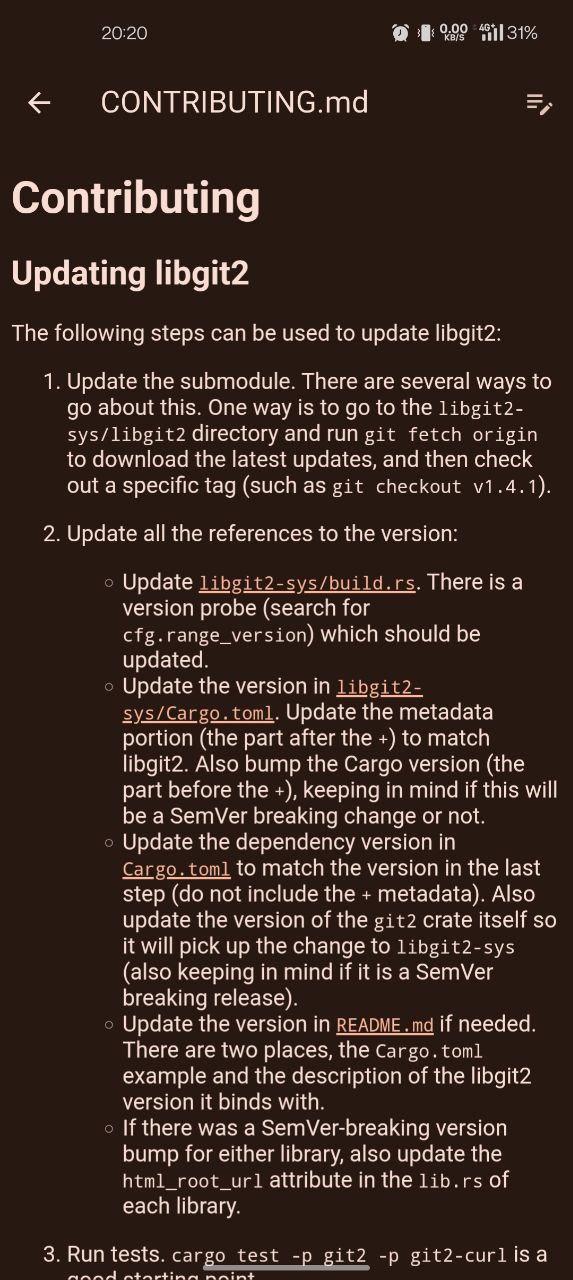 20:20
0.00 KB/S 4G+ 31%
CONTRIBUTING.md
Contributing
Updating libgit2
The following steps can be used to update libgit2:
1. Update the submodule. There are several ways to
go about this. One way is to go to the libgit2-
sys/libgit2 directory and run git fetch origin
to download the latest updates, and then check
out a specific tag (such as git checkout v1.4.1).
2. Update all the references to the version:
○ Update libgit2-sys/build.rs. There is a
version probe (search for
cfg.range_version) which should be
updated.
○ Update the version in libgit2-
sys/Cargo.toml. Update the metadata
portion (the part after the +) to match
libgit2. Also bump the Cargo version (the
part before the +), keeping in mind if this will
be a SemVer breaking change or not.
○ Update the dependency version in
Cargo.toml to match the version in the last
step (do not include the + metadata). Also
update the version of the git2 crate itself so
it will pick up the change to libgit2-sys
(also keeping in mind if it is a SemVer
breaking release).
○ Update the version in README.md if needed.
There are two places, the Cargo.toml
example and the description of the libgit2
version it binds with.
○ If there was a SemVer-breaking version
bump for either library, also update the
html_root_url attribute in the lib.rs of
each library.
3. Run tests. cargo test -p git2 -p git2-curl is a
good starting point.